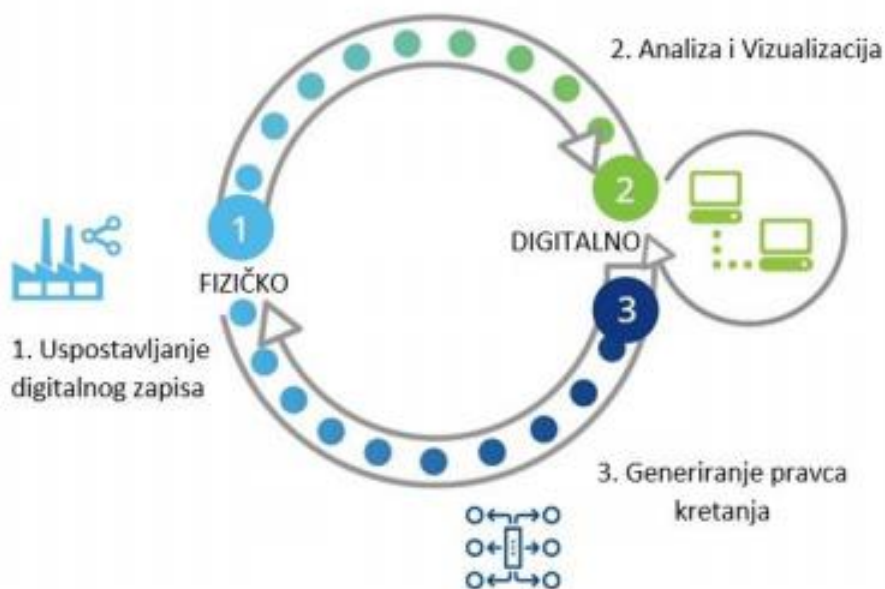 2. Analiza i Vizualizacija
2
1
DIGITALNO
FIZIČKO
3
1. Uspostavljanje
digitalnog zapisa
3. Generiranje pravca
kretanja